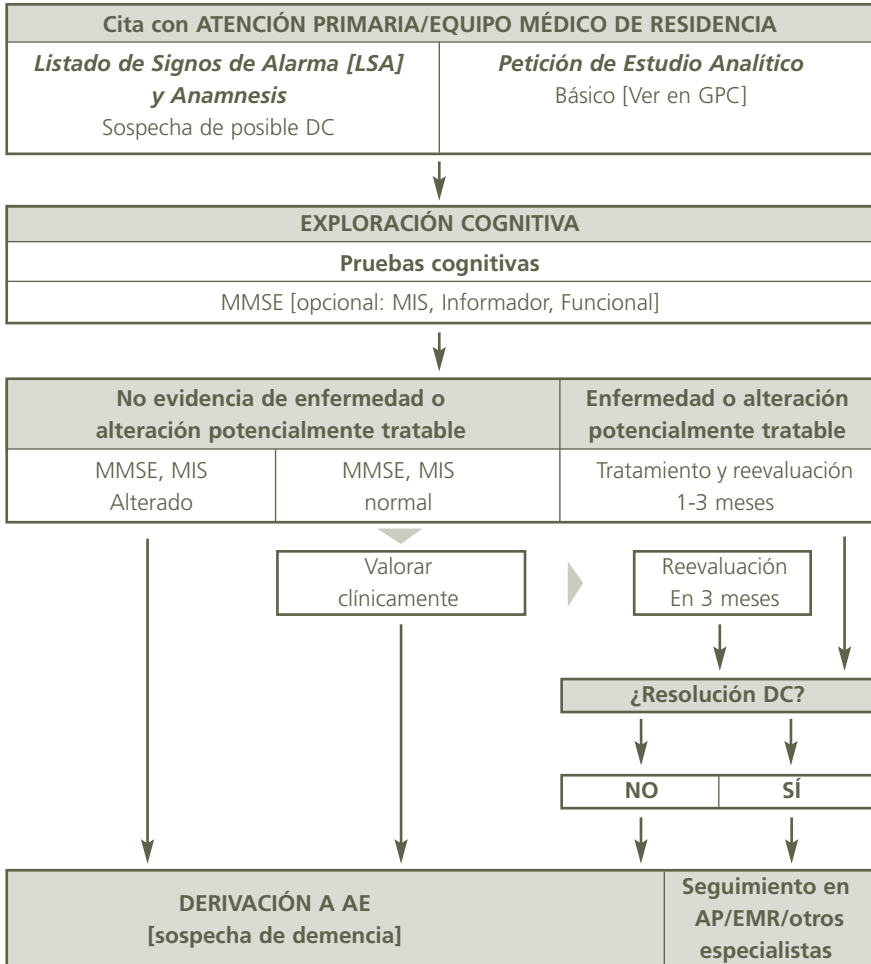 Cita con ATENCIÓN PRIMARIA/EQUIPO MÉDICO DE RESIDENCIA
Listado de Signos de Alarma [LSA]
y Anamnesis
Sospecha de posible DC
Petición de Estudio Analítico
Básico [Ver en GPC]
EXPLORACIÓN COGNITIVA
Pruebas cognitivas
MMSE [opcional: MIS, Informador, Funcional]
No evidencia de enfermedad o
alteración potencialmente tratable
Enfermedad o alteración
potencialmente tratable
MMSE, MIS
Alterado
MMSE, MIS
normal
Tratamiento y reevaluación
1-3 meses
Valorar
clínicamente
Reevaluación
En 3 meses
¿Resolución DC?
NO
SÍ
DERIVACIÓN A AE
[sospecha de demencia]
Seguimiento en
AP/EMR/otros
especialistas